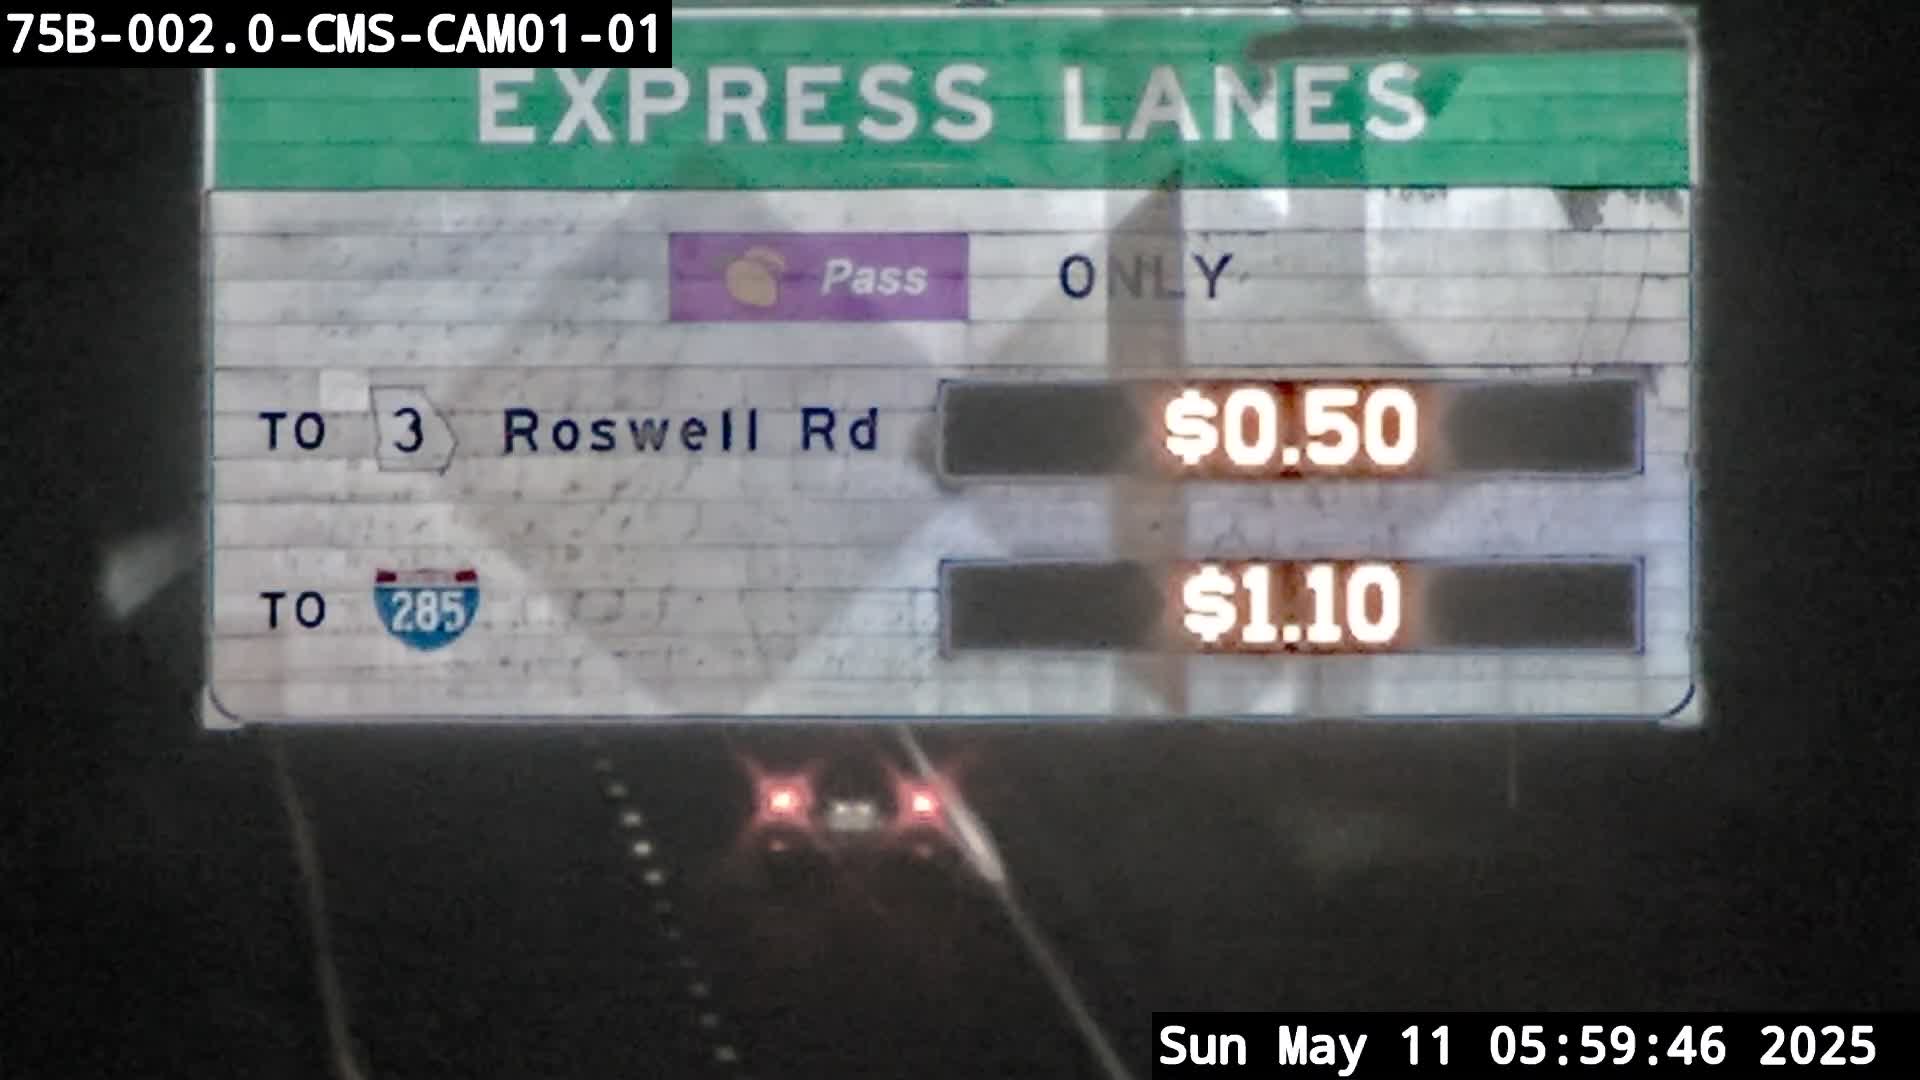 75B-002.0-CMS-CAM01-01
EXPRESS LANES
Pass ONLY
TO 3 Roswell Rd $0.50
TO 285 $1.10
Sun May 11 05:59:46 2025